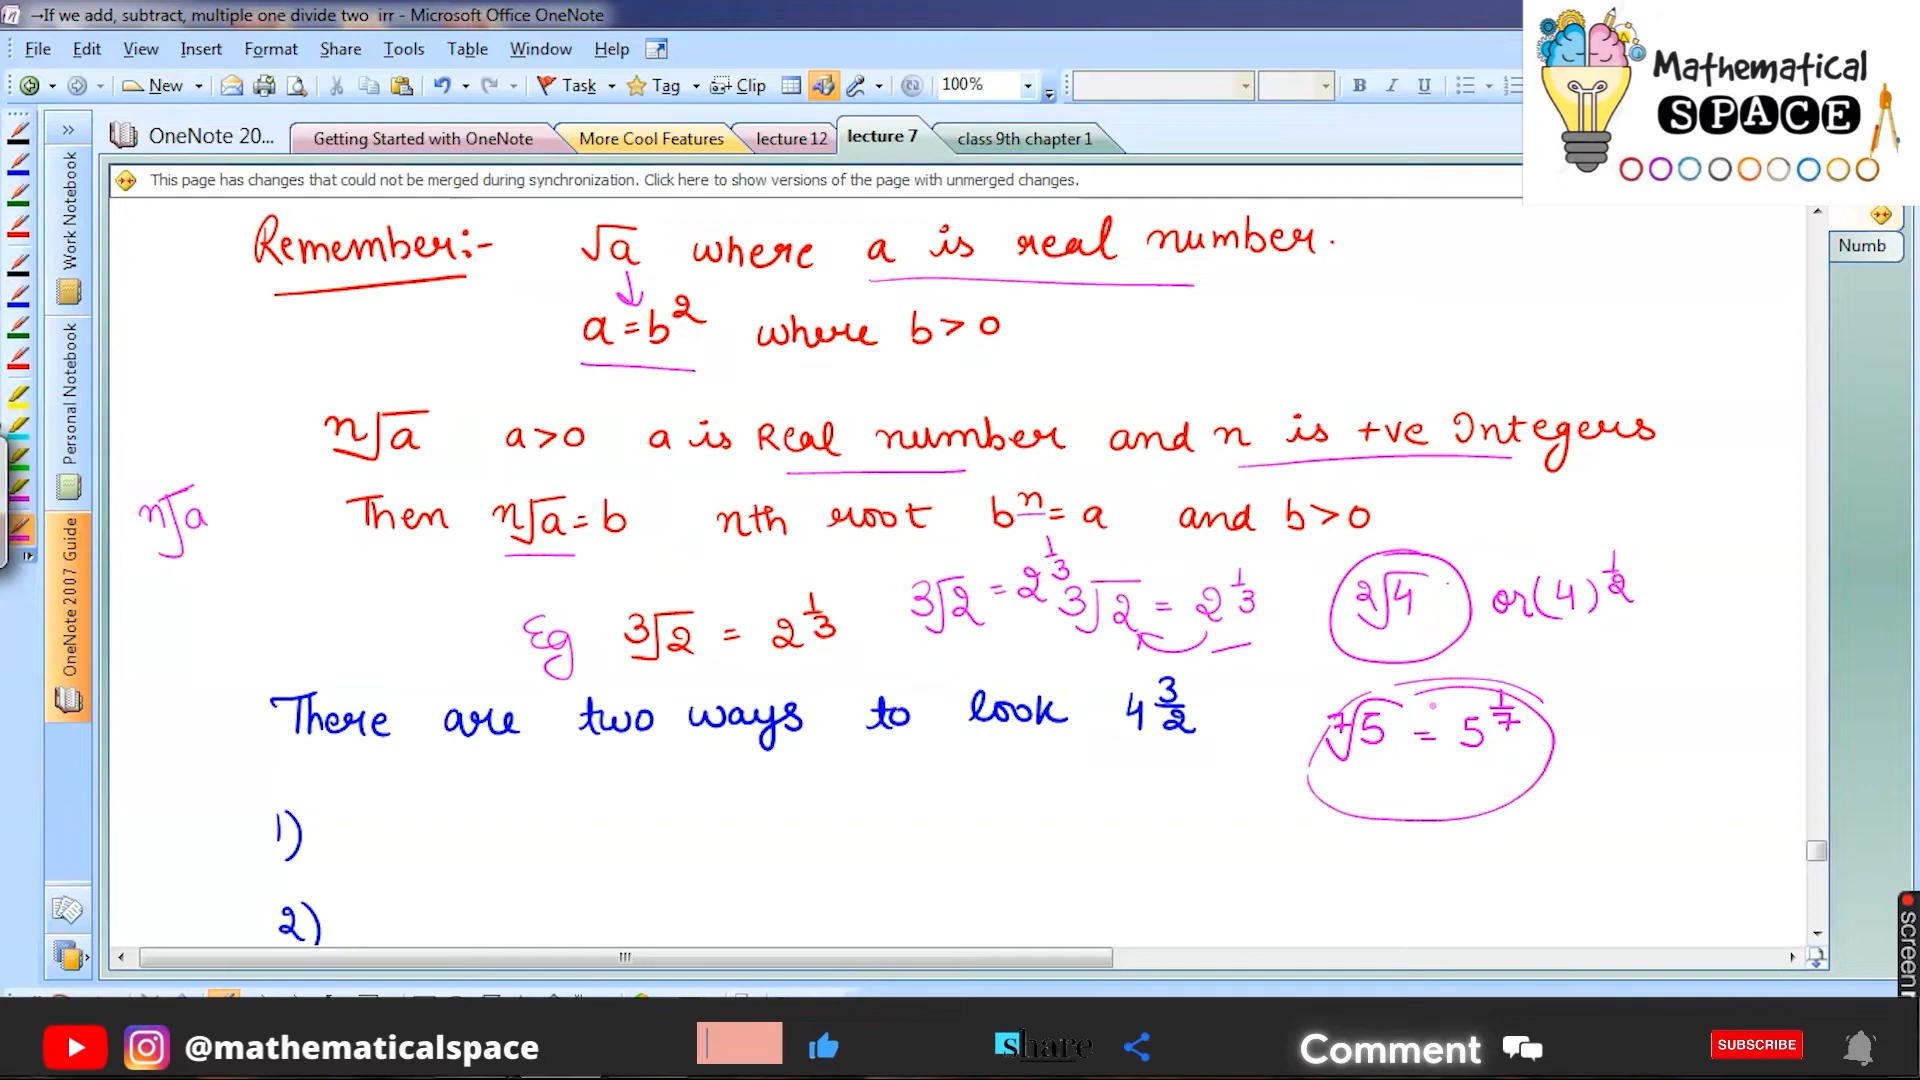 →If we add, subtract, multiple one divide two irr - Microsoft Office OneNote
File Edit View Insert Format Share Tools Table Window Help
New Task Tag Clip 100% B I U
Mathematical
SPACE
OneNote 20... Getting Started with OneNote More Cool Features lecture 12 lecture 7 class 9th chapter 1
This page has changes that could not be merged during synchronization. Click here to show versions of the page with unmerged changes.
Numb
Work Notebook
Personal Notebook
OneNote 2007 Guide
Remember:- √a where a is real number.
a = b² where b > 0
n√a a>0 a is Real number and n is +ve Integers
n√a Then n√a = b nth root bⁿ = a and b > 0
Eg 3√2 = 2^1/3 3√2 = 2^1/3 3√2 = 2^1/3 2√4 or (4)^1/2
There are two ways to look 4^3/2 7√5 = 5^1/7
1)
2)
screen
@mathematicalspace share Comment SUBSCRIBE